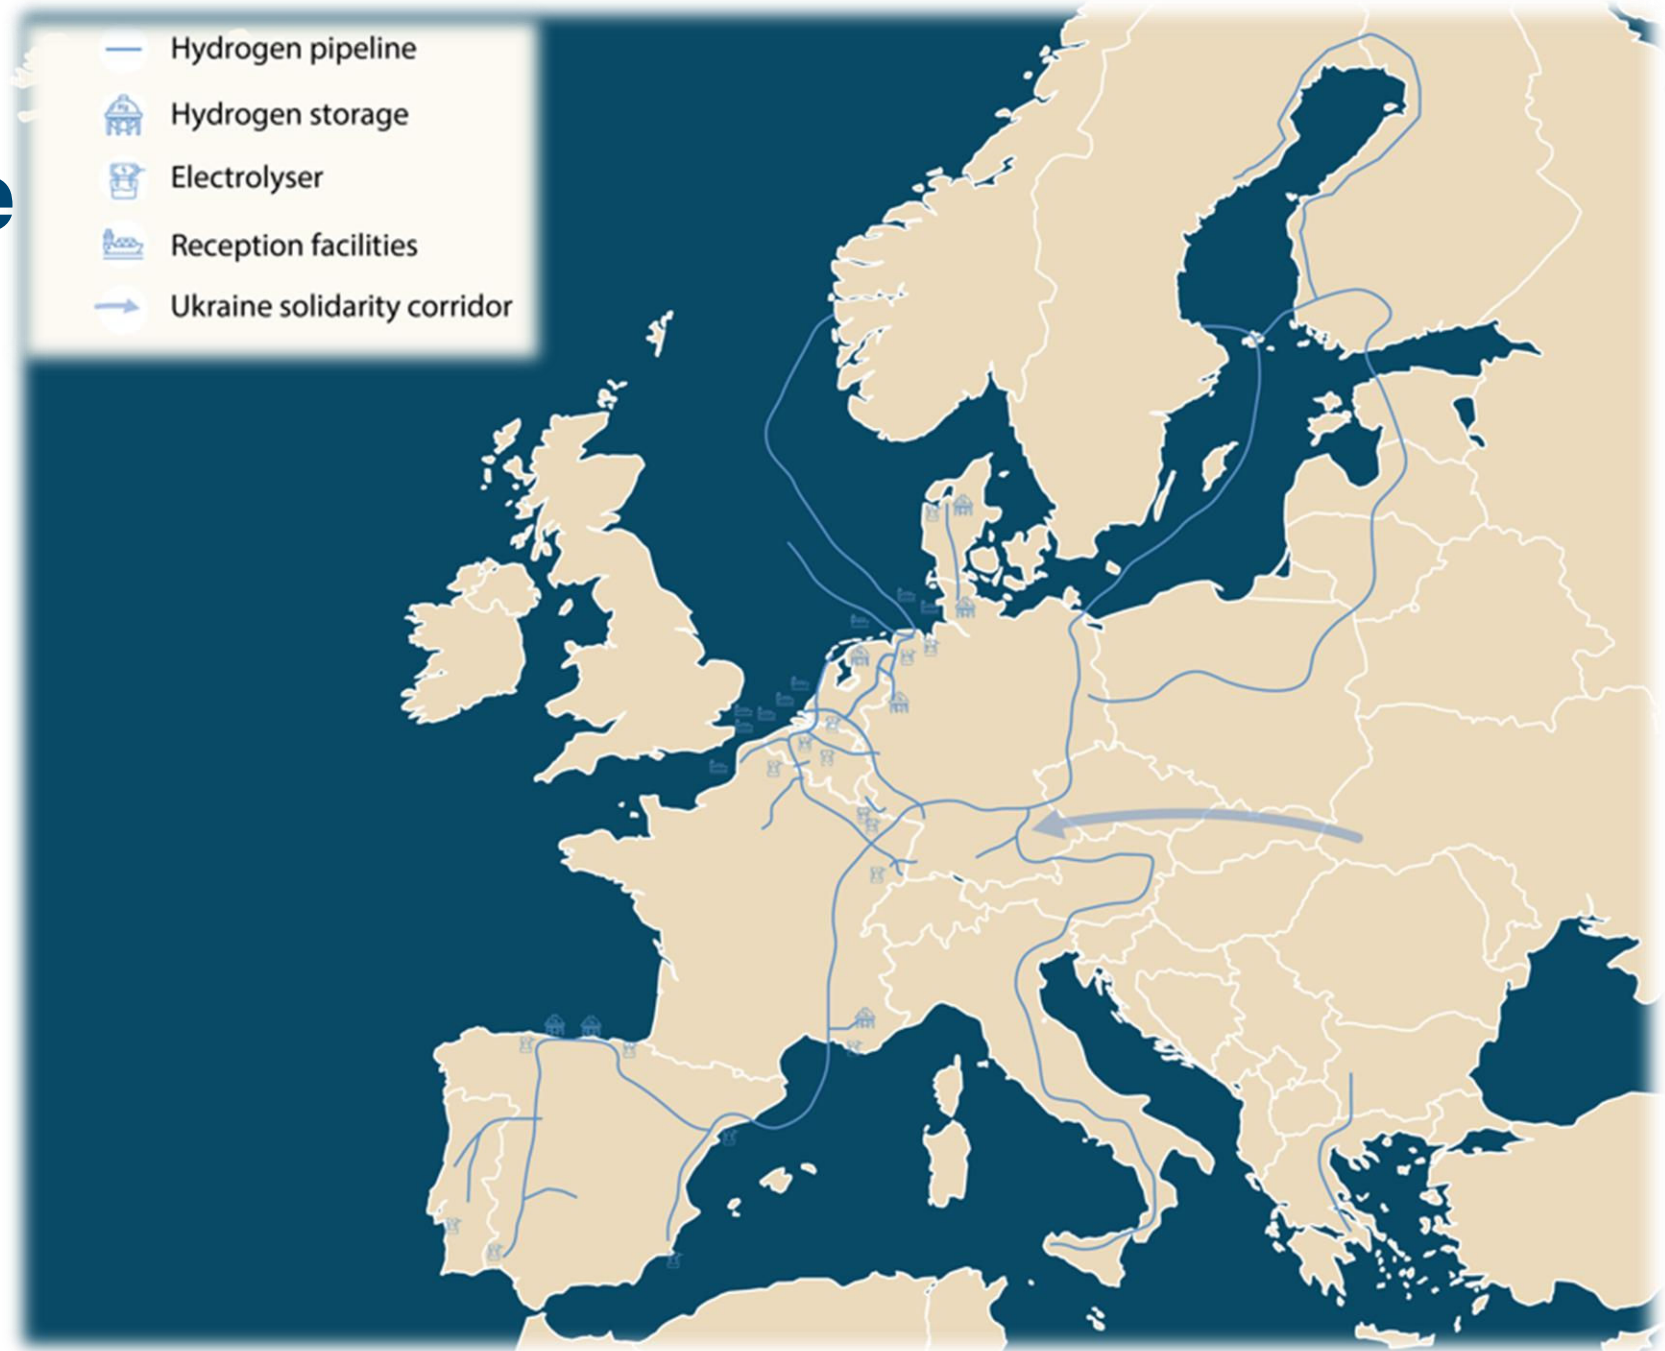 Hydrogen pipeline
Hydrogen storage
Electrolyser
Reception facilities
Ukraine solidarity corridor
e